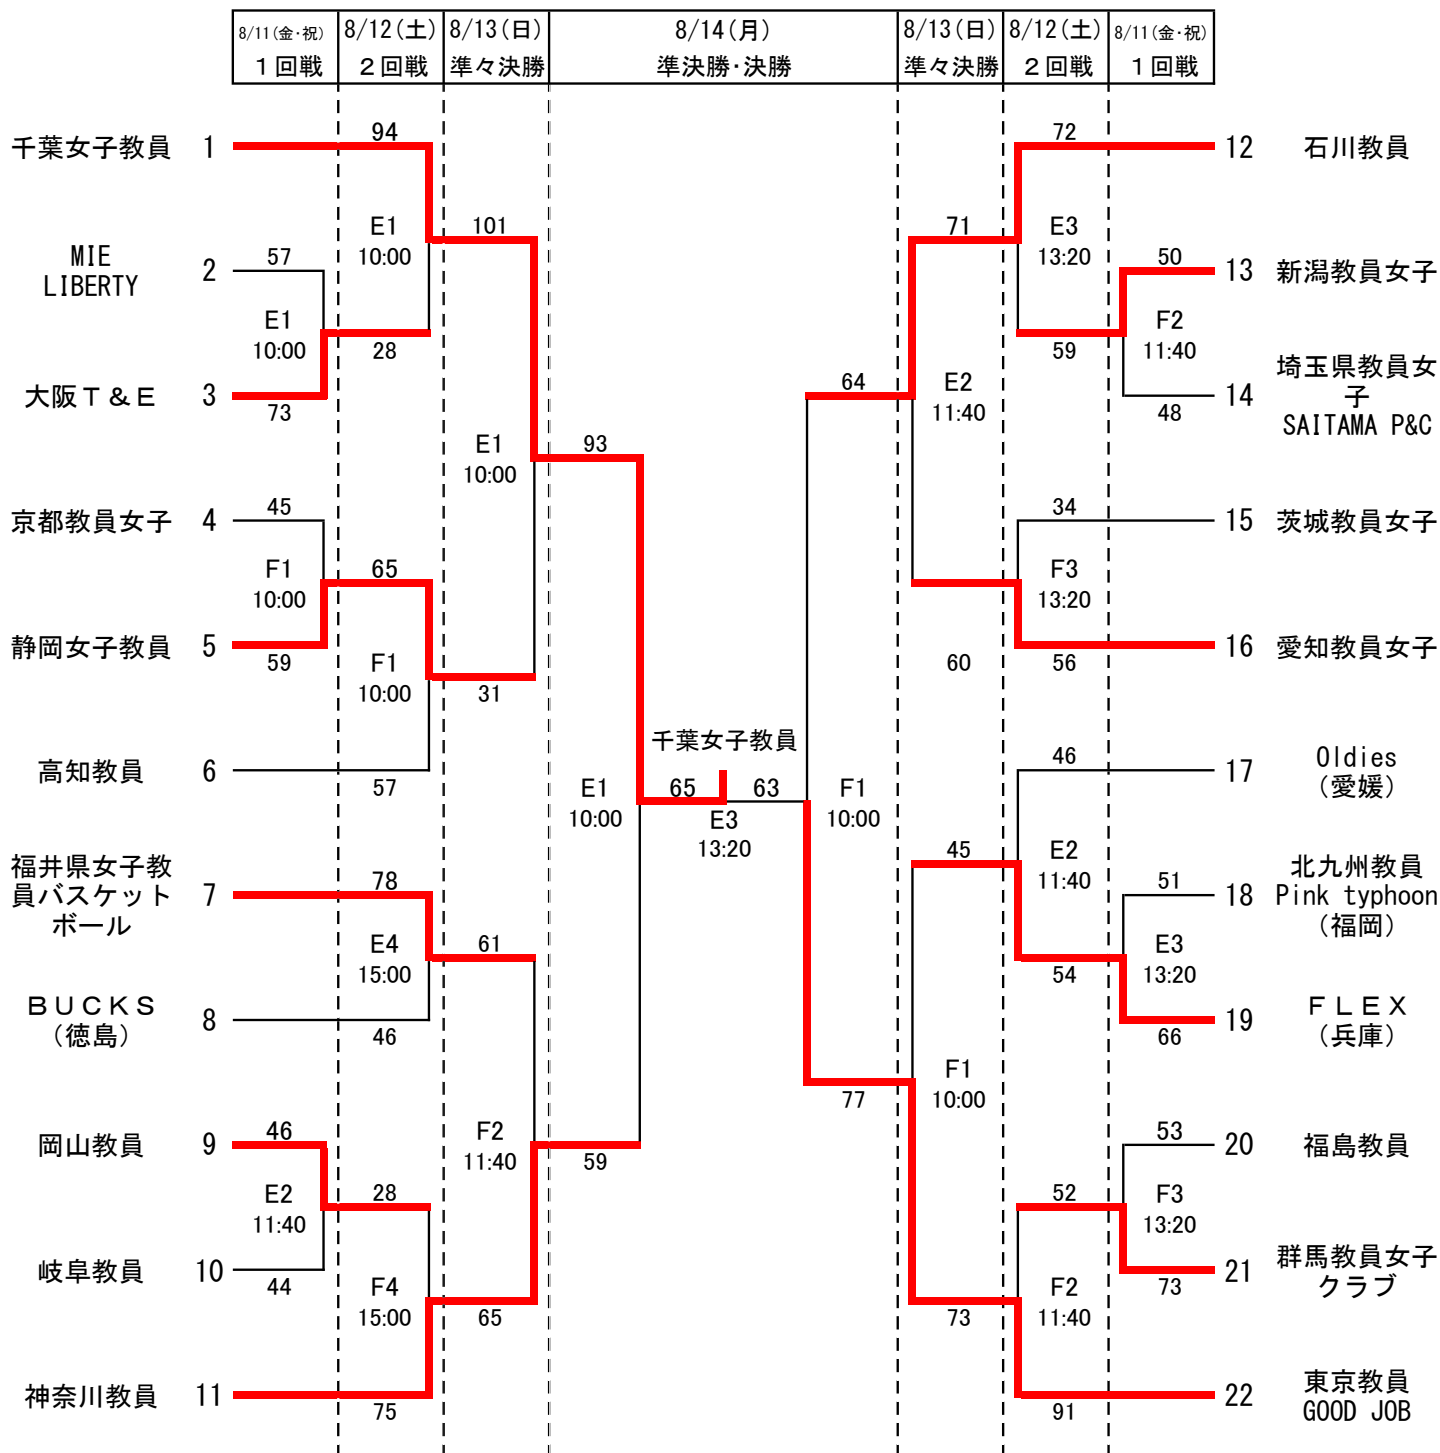 8/11(金・祝) 8/12(土) 8/13(日) 8/14(月) 8/13(日) 8/12(土) 8/11(金・祝)
1回戦 2回戦 準々決勝 準決勝・決勝 準々決勝 2回戦 1回戦
94 72
千葉女子教員 1 12 石川教員
E1 101 71 E3
10:00 13:20
MIE
LIBERTY
2 57 50 13 新潟教員女子
E1 F2
10:00 28 59 11:40
大阪T&E 3 64 E2 14
73 11:40 48
埼玉県教員女
子
SAITAMA P&C
E1 93
10:00
京都教員女子 4 45 34 15 茨城教員女子
F1 65 F3
10:00 13:20
静岡女子教員 5 16 愛知教員女子
59 F1 60 56
10:00 31
千葉女子教員
高知教員 6 57 46 17
Oldies
(愛媛)
E1 65 63 F1
10:00 E3 10:00
13:20
45 E2
11:40
福井県女子教
員バスケット
ボール
7 78 51 18
北九州教員
Pink typhoon
(福岡)
E4 61 E3
15:00 54 13:20
BUCKS
(徳島)
8 46 66 19
FLEX
(兵庫)
77 F1
10:00
岡山教員 9 46 53 20 福島教員
F2 59
11:40
E2 28 52 F3
11:40 13:20
岐阜教員 10 44 73 21
群馬教員女子
クラブ
F4 65 73 F2
15:00 11:40
神奈川教員 11 75 91 22
東京教員
GOOD JOB